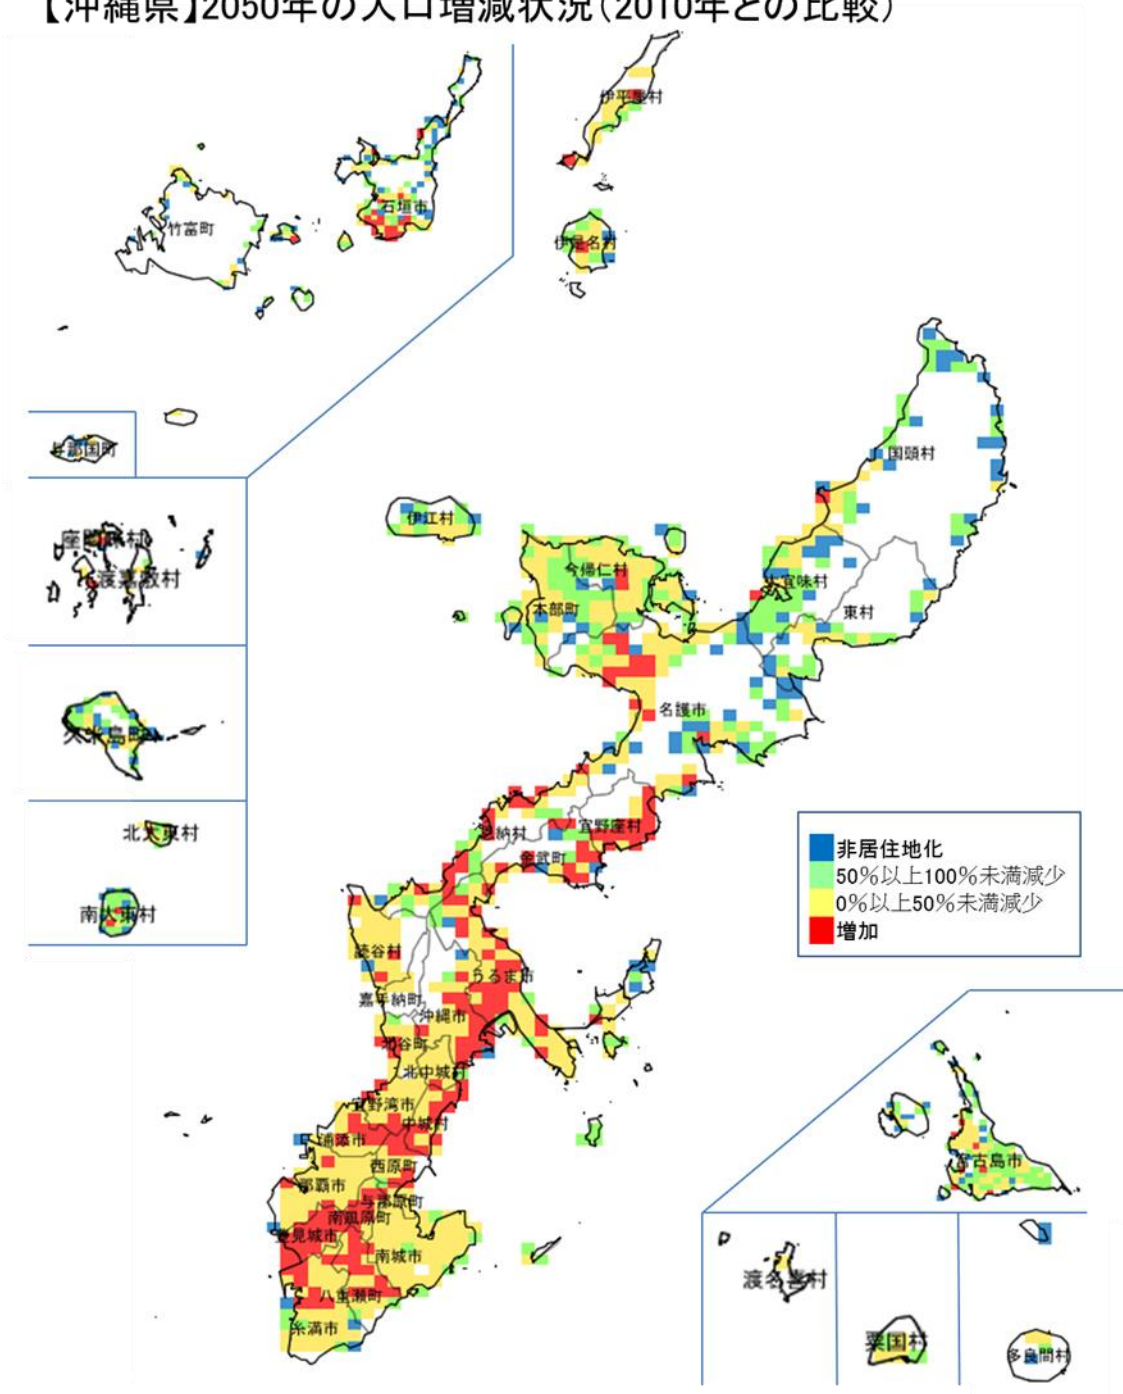 【沖縄県】2050年の人口増減状況(2010年との比較)
伊平屋村
石垣市
竹富町
伊是名村
与那国町
国頭村
伊江村
座間味村
今帰仁村
渡嘉敷村
大宜味村
本部町
東村
名護市
久米島町
恩納村
宜野座村
北大東村
金武町
非居住地化
50%以上100%未満減少
0%以上50%未満減少
増加
南大東村
読谷村
うるま市
嘉手納町
沖縄市
北谷町
北中城村
宜野湾市
中城村
浦添市
西原町
宮古島市
那覇市
与那原町
南風原町
豊見城市
南城市
渡名喜村
八重瀬町
糸満市
粟国村
多良間村